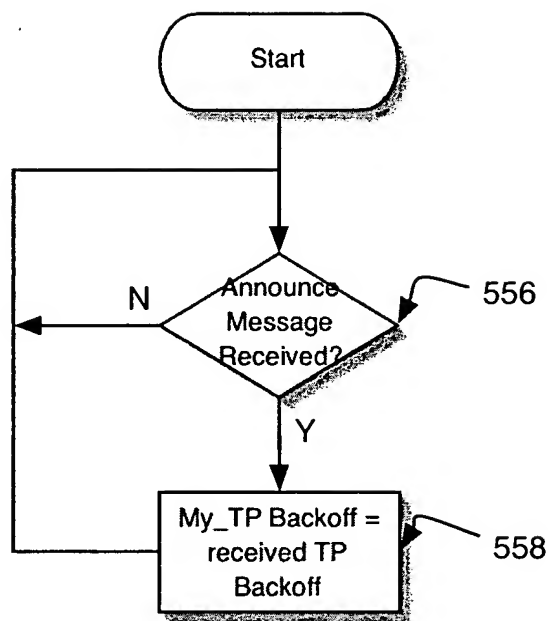 Start
N
Announce
Message
Received?
556
Y
My_TP Backoff =
received TP
Backoff
558